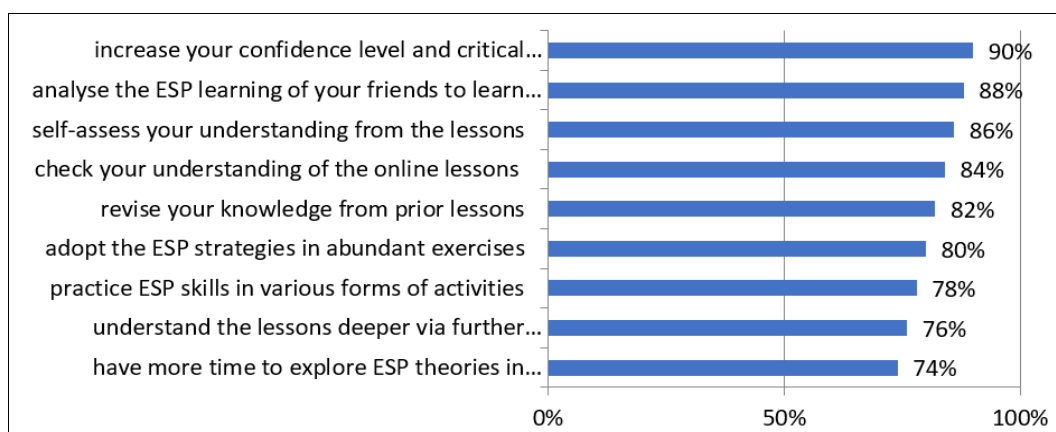 increase your confidence level and critical... 90%
analyse the ESP learning of your friends to learn... 88%
self-assess your understanding from the lessons 86%
check your understanding of the online lessons 84%
revise your knowledge from prior lessons 82%
adopt the ESP strategies in abundant exercises 80%
practice ESP skills in various forms of activities 78%
understand the lessons deeper via further... 76%
have more time to explore ESP theories in... 74%
0% 50% 100%